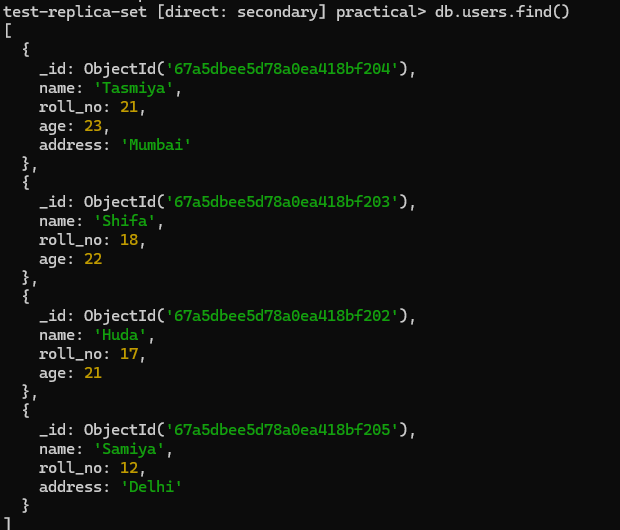 test-replica-set [direct: secondary] practical> db.users.find()
[
  {
    _id: ObjectId('67a5dbee5d78a0ea418bf204'),
    name: 'Tasmiya',
    roll_no: 21,
    age: 23,
    address: 'Mumbai'
  },
  {
    _id: ObjectId('67a5dbee5d78a0ea418bf203'),
    name: 'Shifa',
    roll_no: 18,
    age: 22
  },
  {
    _id: ObjectId('67a5dbee5d78a0ea418bf202'),
    name: 'Huda',
    roll_no: 17,
    age: 21
  },
  {
    _id: ObjectId('67a5dbee5d78a0ea418bf205'),
    name: 'Samiya',
    roll_no: 12,
    address: 'Delhi'
  }
]